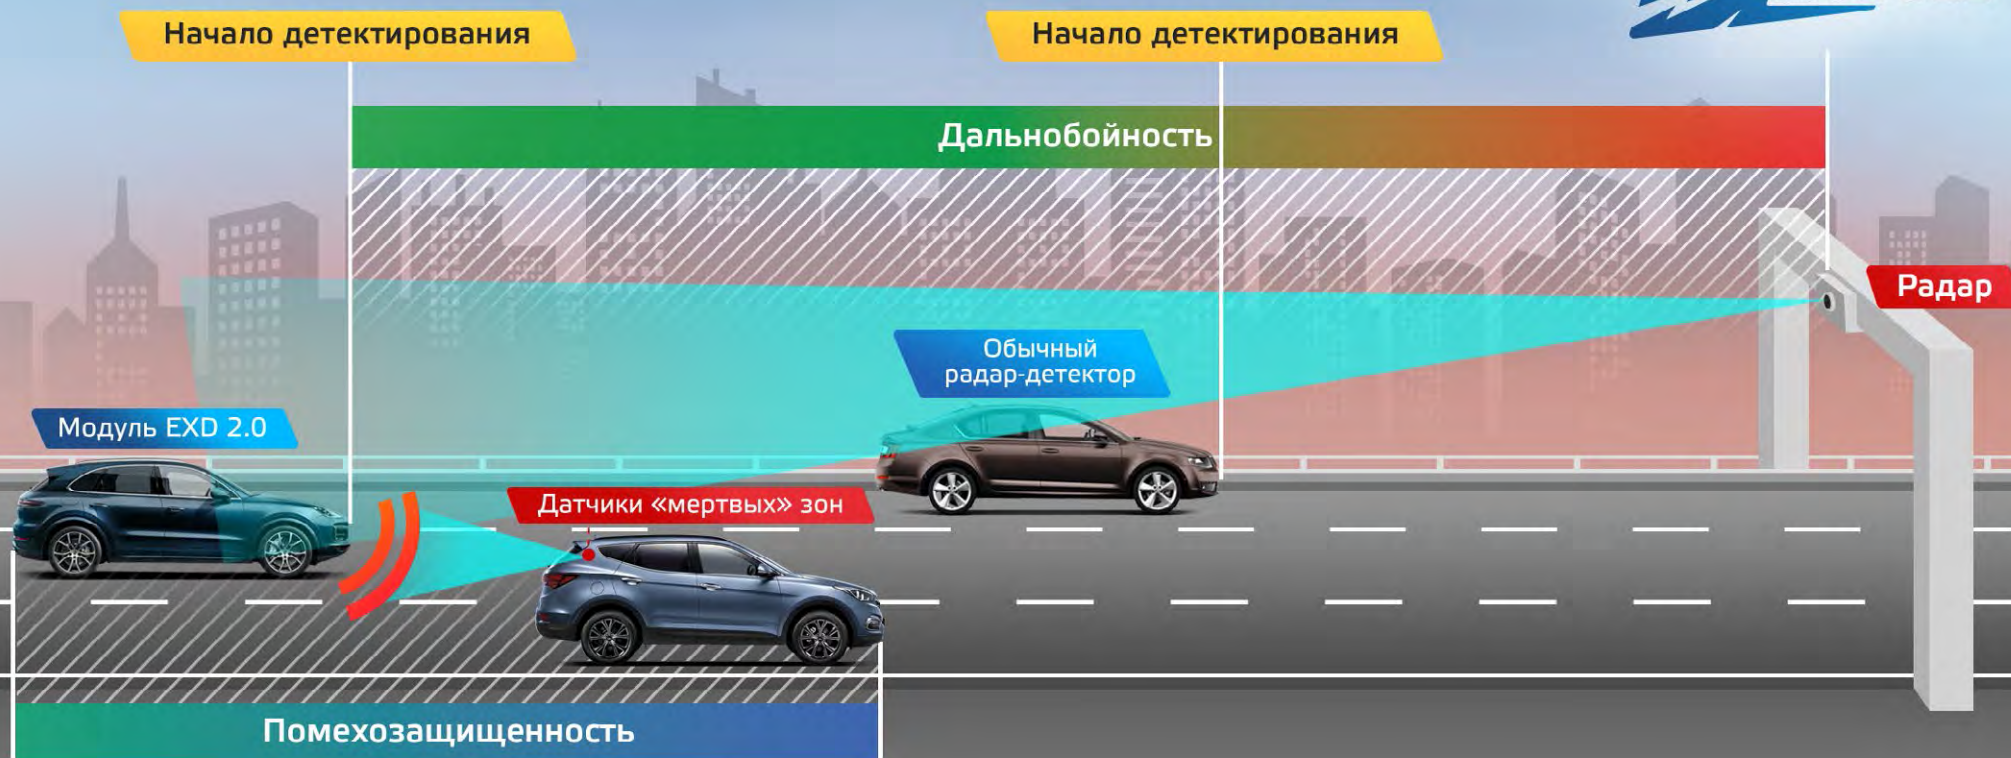 Начало детектирования
Начало детектирования
Дальнобойность
Радар
Обычный
радар-детектор
Модуль EXD 2.0
Датчики «мертвых» зон
Помехозащищенность